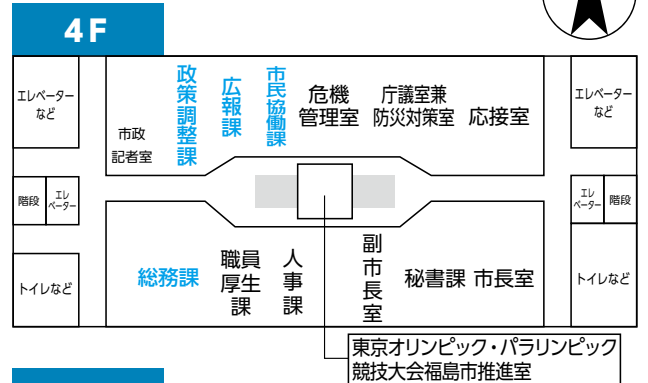 4F
エレベーター
など
市政
記者室
政策調整課
広報課
市民協働課
危機
管理室
庁議室兼
防災対策室
応接室
エレベーター
など
階段
エレ
ベーター
エレ
ベーター
階段
トイレなど
総務課
職員
厚生
課
人事課
副市長室
秘書課
市長室
トイレなど
東京オリンピック・パラリンピック
競技大会福島市推進室